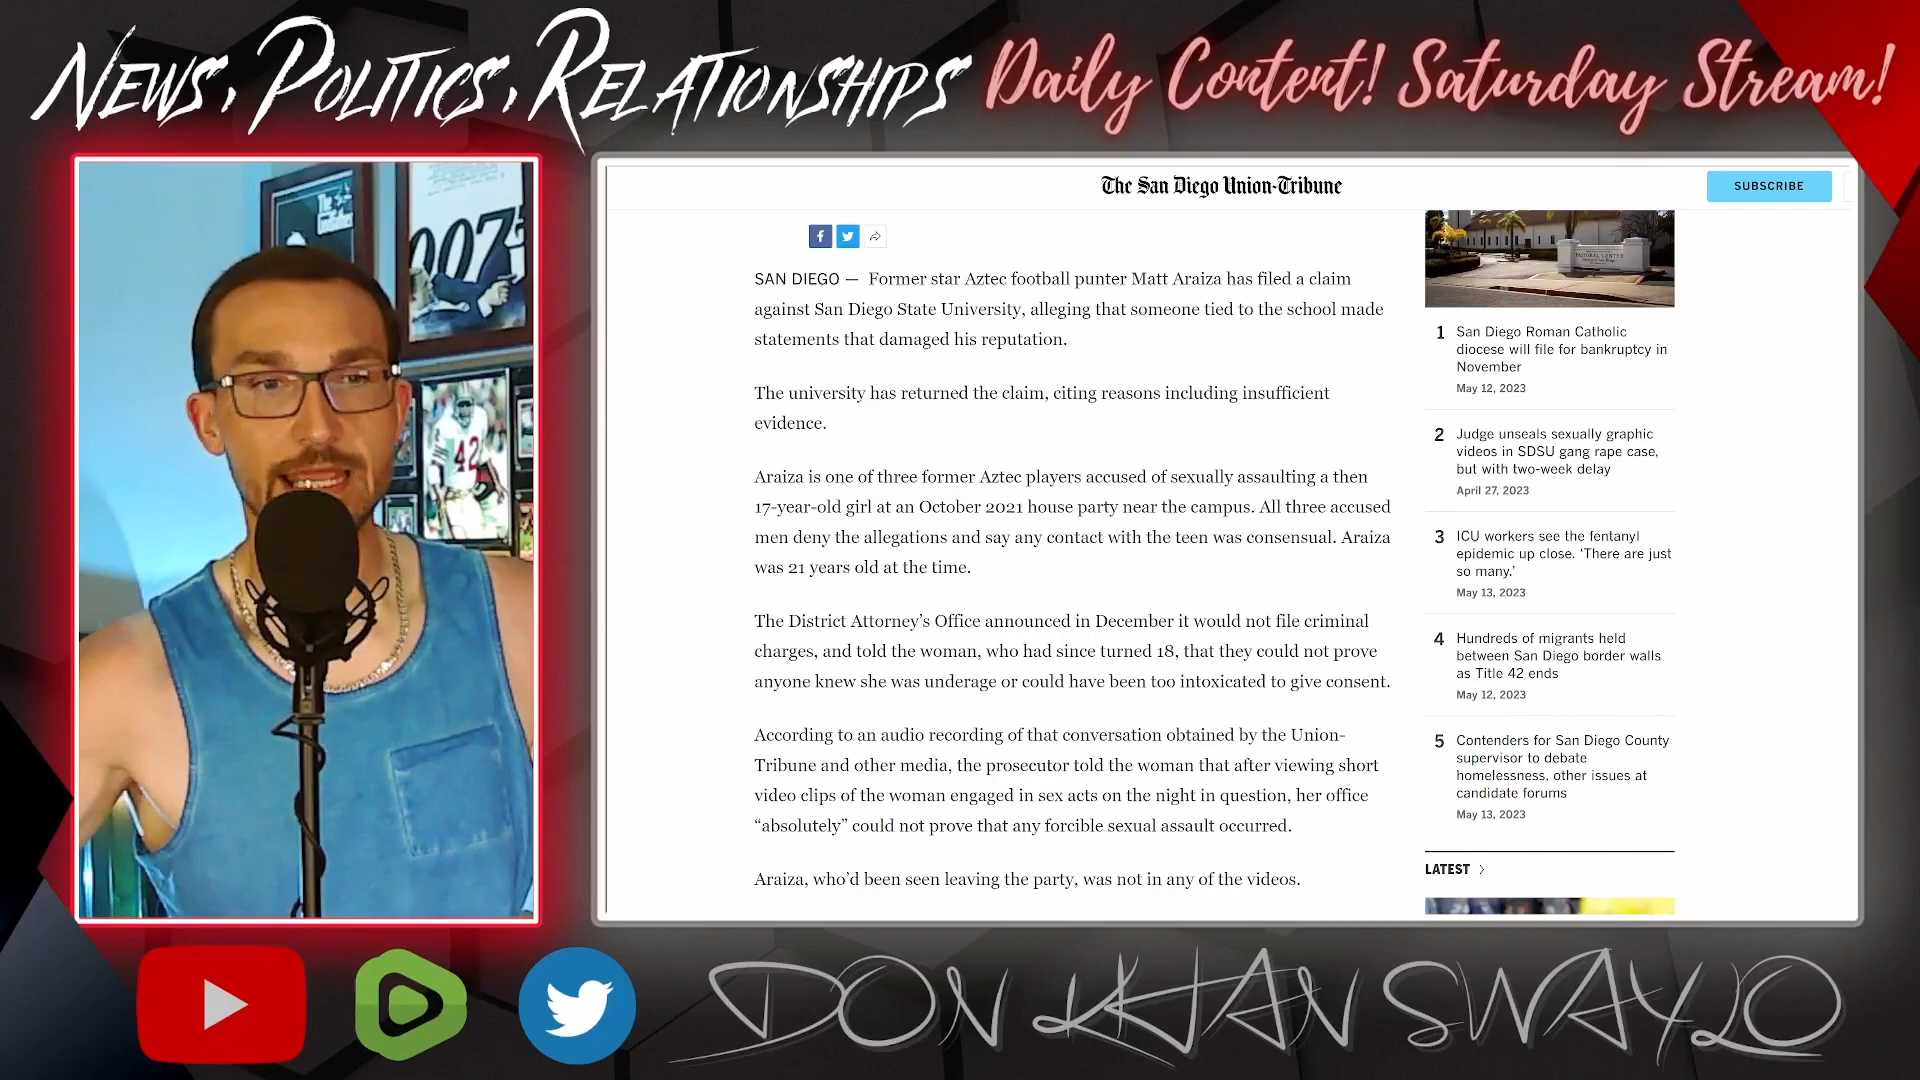 NEWS, POLITICS, RELATIONSHIPS Daily Content! Saturday Stream!
007
42
The San Diego Union-Tribune
SUBSCRIBE
SAN DIEGO — Former star Aztec football punter Matt Araiza has filed a claim
against San Diego State University, alleging that someone tied to the school made
statements that damaged his reputation.
The university has returned the claim, citing reasons including insufficient
evidence.
Araiza is one of three former Aztec players accused of sexually assaulting a then
17-year-old girl at an October 2021 house party near the campus. All three accused
men deny the allegations and say any contact with the teen was consensual. Araiza
was 21 years old at the time.
The District Attorney’s Office announced in December it would not file criminal
charges, and told the woman, who had since turned 18, that they could not prove
anyone knew she was underage or could have been too intoxicated to give consent.
According to an audio recording of that conversation obtained by the Union-
Tribune and other media, the prosecutor told the woman that after viewing short
video clips of the woman engaged in sex acts on the night in question, her office
“absolutely” could not prove that any forcible sexual assault occurred.
Araiza, who’d been seen leaving the party, was not in any of the videos.
PASTORAL CENTER
1 San Diego Roman Catholic
diocese will file for bankruptcy in
November
May 12, 2023
2 Judge unseals sexually graphic
videos in SDSU gang rape case,
but with two-week delay
April 27, 2023
3 ICU workers see the fentanyl
epidemic up close. ‘There are just
so many.’
May 13, 2023
4 Hundreds of migrants held
between San Diego border walls
as Title 42 ends
May 12, 2023
5 Contenders for San Diego County
supervisor to debate
homelessness, other issues at
candidate forums
May 13, 2023
LATEST
DON KHAN SWAYLO